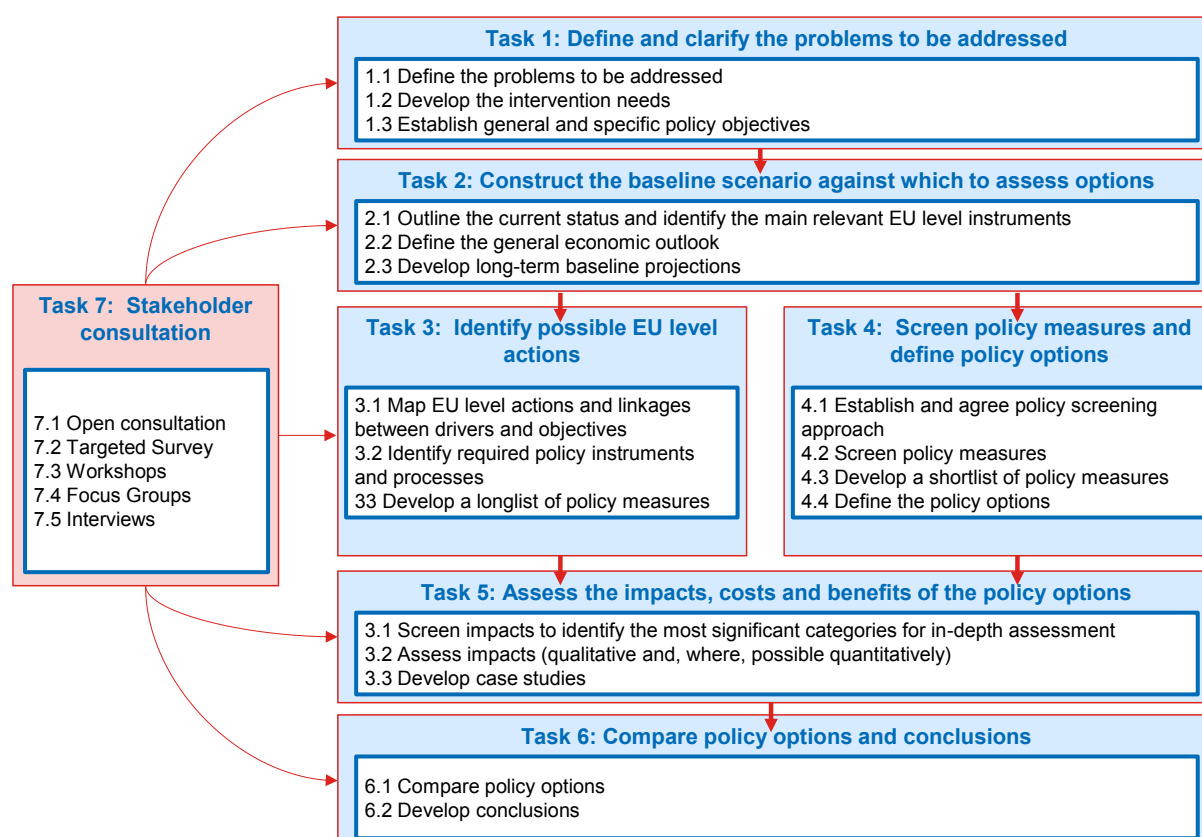 Task 1: Define and clarify the problems to be addressed
1.1 Define the problems to be addressed
1.2 Develop the intervention needs
1.3 Establish general and specific policy objectives
Task 2: Construct the baseline scenario against which to assess options
2.1 Outline the current status and identify the main relevant EU level instruments
2.2 Define the general economic outlook
2.3 Develop long-term baseline projections
Task 7: Stakeholder
consultation
7.1 Open consultation
7.2 Targeted Survey
7.3 Workshops
7.4 Focus Groups
7.5 Interviews
Task 3: Identify possible EU level
actions
3.1 Map EU level actions and linkages
between drivers and objectives
3.2 Identify required policy instruments
and processes
33 Develop a longlist of policy measures
Task 4: Screen policy measures and
define policy options
4.1 Establish and agree policy screening
approach
4.2 Screen policy measures
4.3 Develop a shortlist of policy measures
4.4 Define the policy options
Task 5: Assess the impacts, costs and benefits of the policy options
3.1 Screen impacts to identify the most significant categories for in-depth assessment
3.2 Assess impacts (qualitative and, where, possible quantitatively)
3.3 Develop case studies
Task 6: Compare policy options and conclusions
6.1 Compare policy options
6.2 Develop conclusions